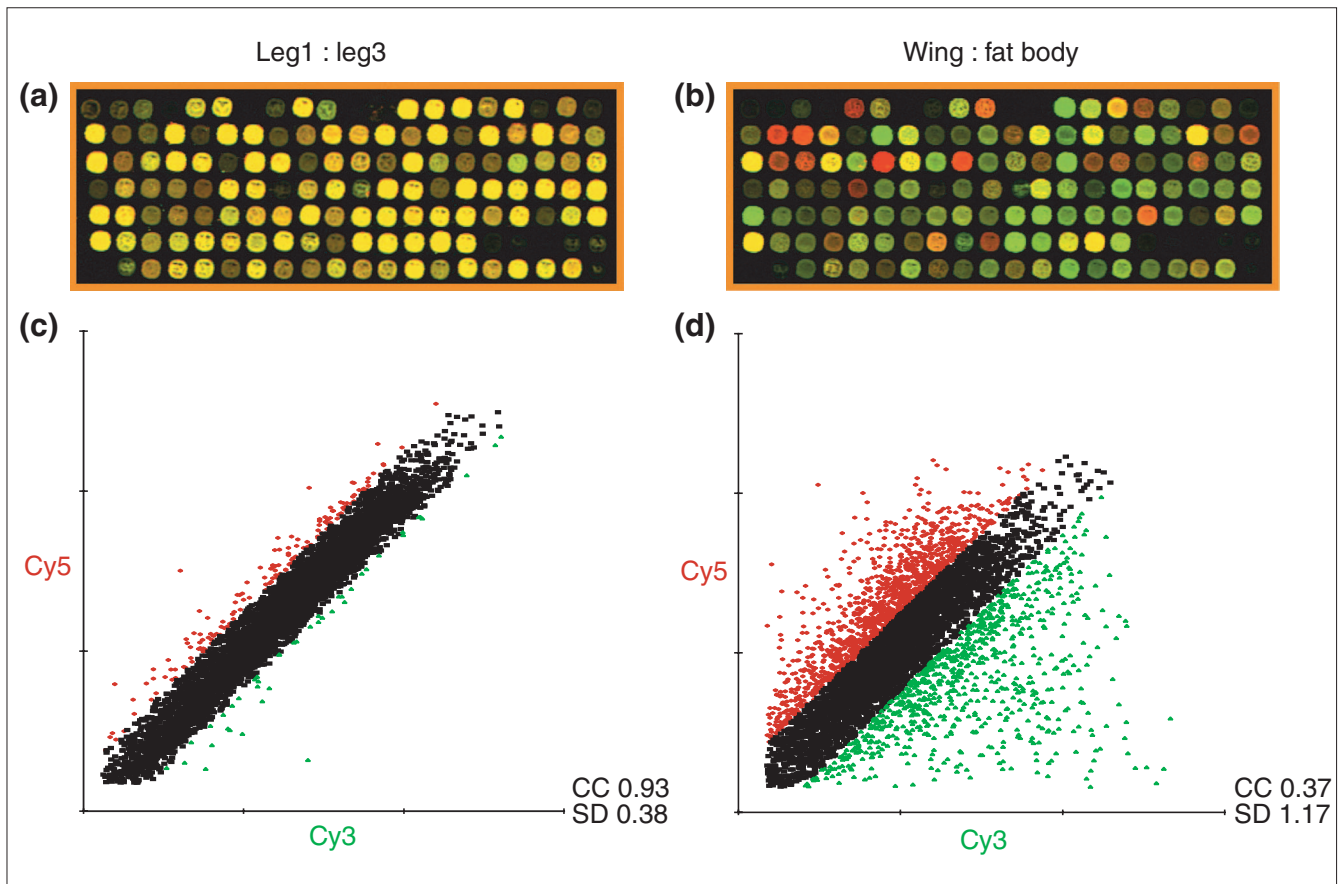 Leg1 : leg3
Wing : fat body
(a)
(b)
(c)
(d)
Cy5
Cy5
CC 0.93
SD 0.38
CC 0.37
SD 1.17
Cy3
Cy3